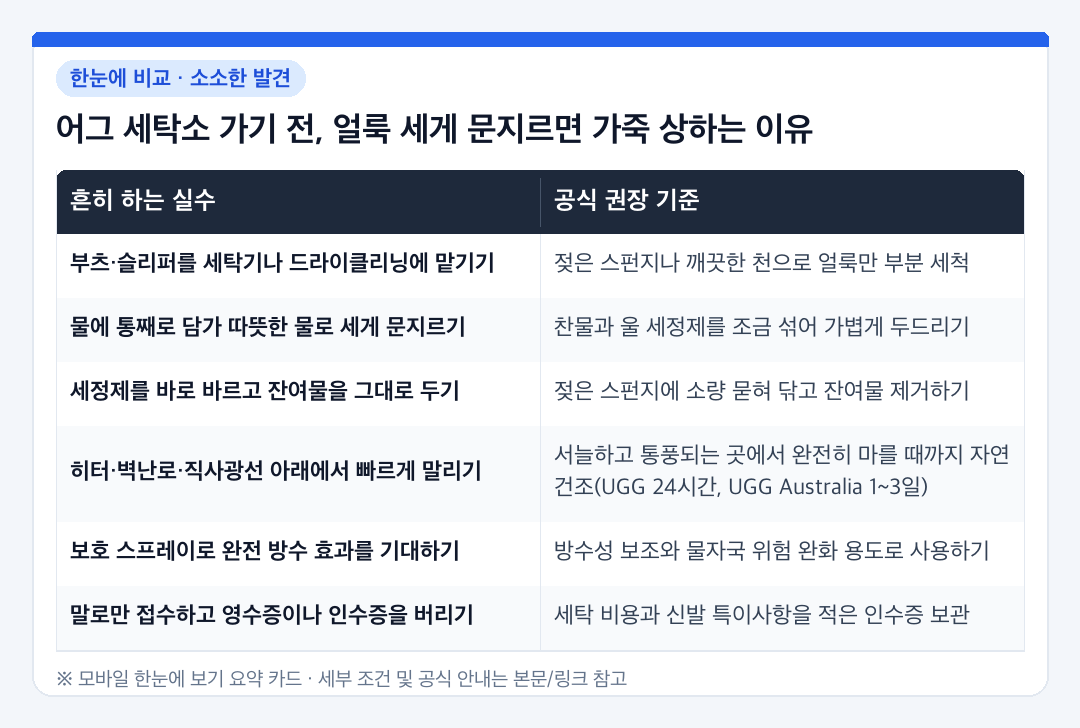 한눈에 비교 · 소소한 발견
어그 세탁소 가기 전, 얼룩 세게 문지르면 가죽 상하는 이유
흔히 하는 실수
공식 권장 기준
부츠·슬리퍼를 세탁기나 드라이클리닝에 맡기기
젖은 스펀지나 깨끗한 천으로 얼룩만 부분 세척
물에 통째로 담가 따뜻한 물로 세게 문지르기
찬물과 울 세정제를 조금 섞어 가볍게 두드리기
세정제를 바로 바르고 잔여물을 그대로 두기
젖은 스펀지에 소량 묻혀 닦고 잔여물 제거하기
히터·벽난로·직사광선 아래에서 빠르게 말리기
서늘하고 통풍되는 곳에서 완전히 마를 때까지 자연
건조(UGG 24시간, UGG Australia 1~3일)
보호 스프레이로 완전 방수 효과를 기대하기
방수성 보조와 물자국 위험 완화 용도로 사용하기
말로만 접수하고 영수증이나 인수증을 버리기
세탁 비용과 신발 특이사항을 적은 인수증 보관
※ 모바일 한눈에 보기 요약 카드 · 세부 조건 및 공식 안내는 본문/링크 참고